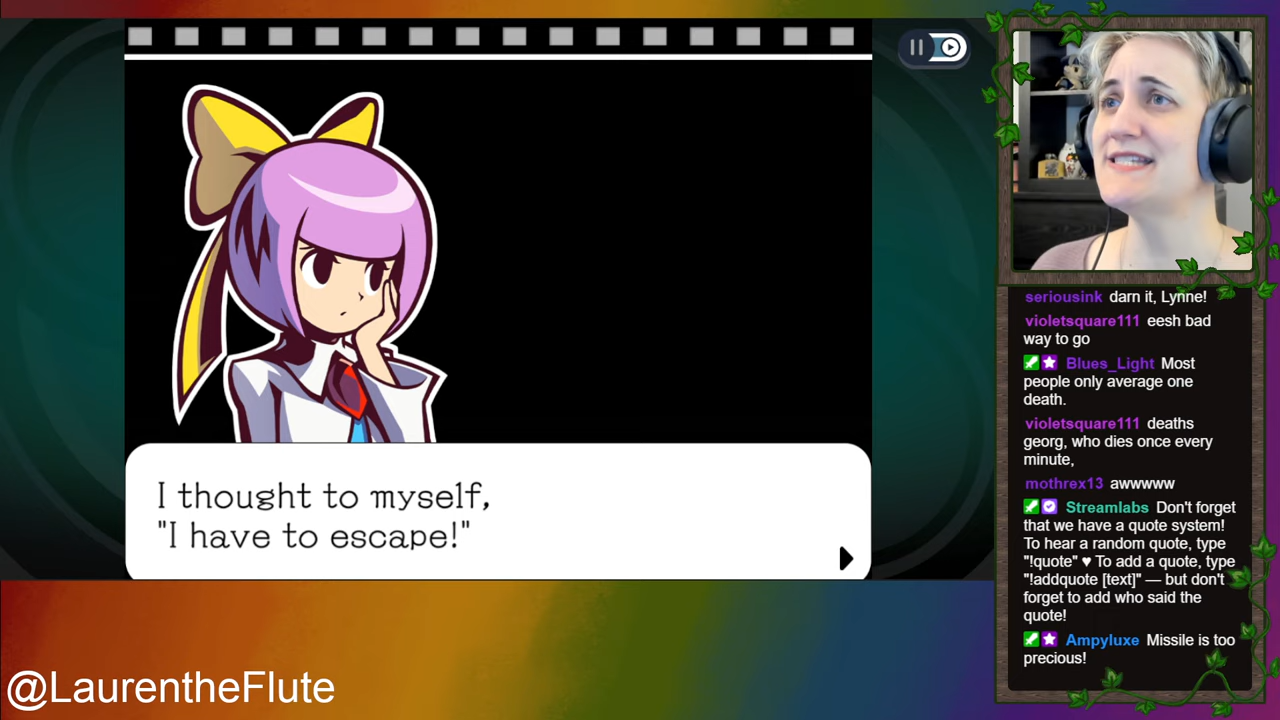 I thought to myself,
"I have to escape!"
@LaurentheFlute
seriousink darn it, Lynne!
violetsquare111 eesh bad
way to go
Blues_Light Most
people only average one
death.
violetsquare111 deaths
georg, who dies once every
minute,
mothrex13 awwwww
Streamlabs Don't forget
that we have a quote system!
To hear a random quote, type
"!quote" ♥ To add a quote, type
"!addquote [text]" — but don't
forget to add who said the
quote!
Ampyluxe Missile is too
precious!